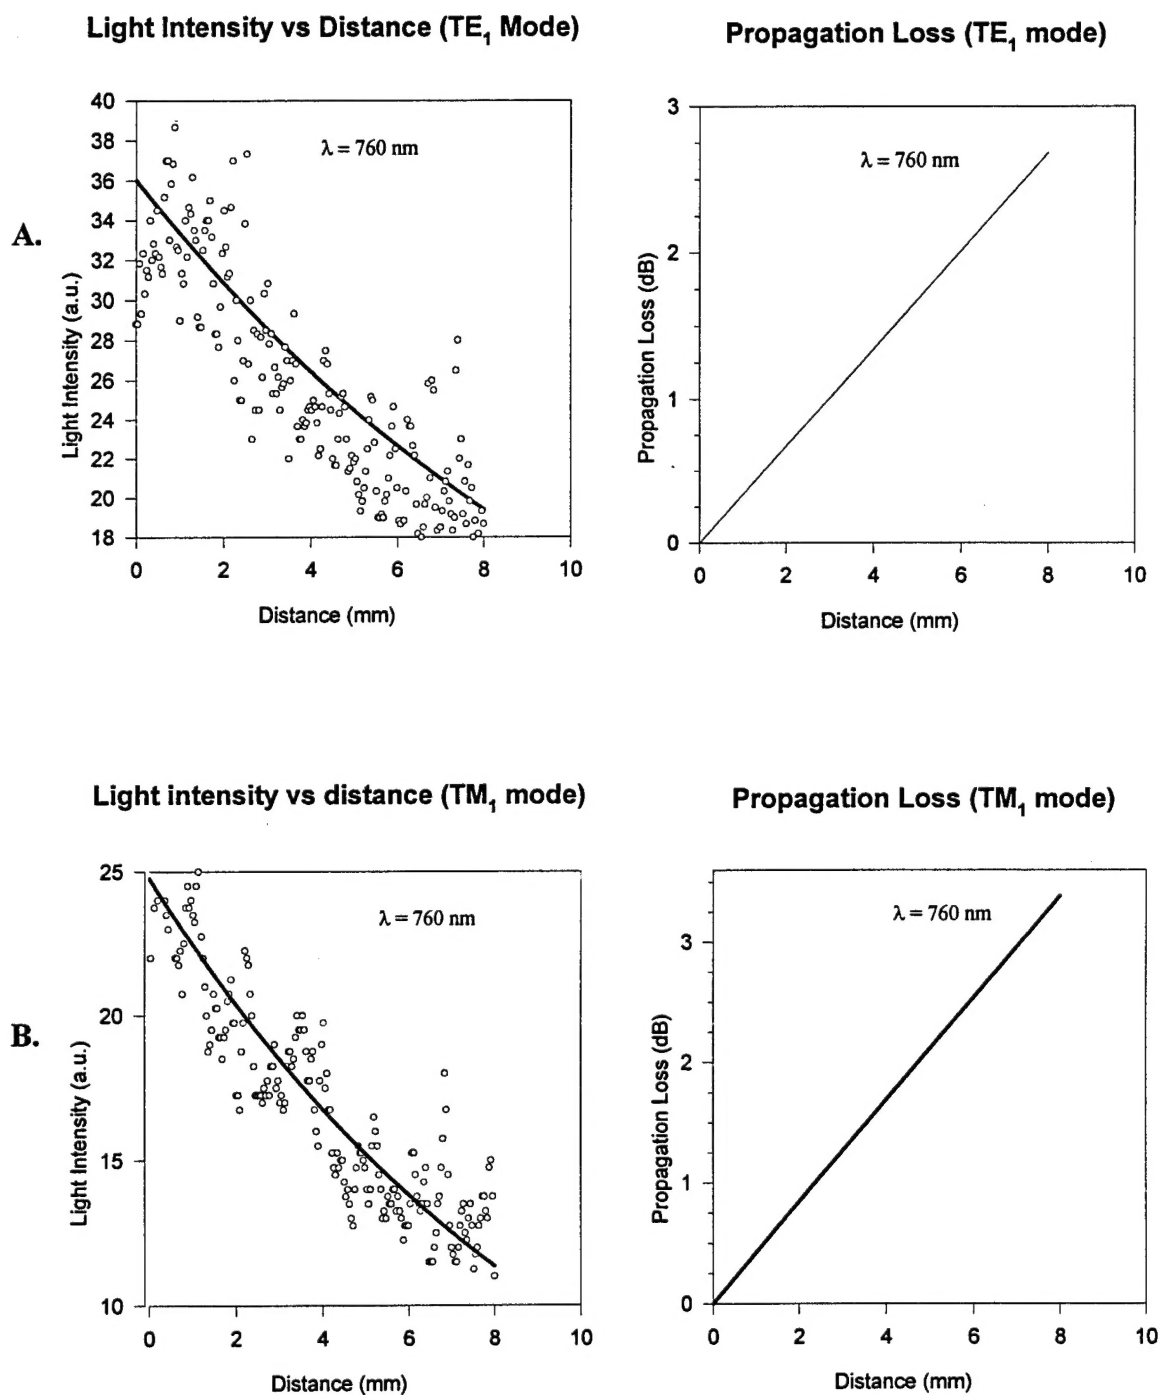 Light Intensity vs Distance (TE1 Mode)
Propagation Loss (TE1 mode)
A.
Light Intensity (a.u.)
40
38
36
34
32
30
28
26
24
22
20
18
λ = 760 nm
0 2 4 6 8 10
Distance (mm)
Propagation Loss (dB)
3
2
1
0
λ = 760 nm
0 2 4 6 8 10
Distance (mm)
Light intensity vs distance (TM1 mode)
Propagation Loss (TM1 mode)
B.
Light Intensity (a.u.)
25
20
15
10
λ = 760 nm
0 2 4 6 8 10
Distance (mm)
Propagation Loss (dB)
3
2
1
0
λ = 760 nm
0 2 4 6 8 10
Distance (mm)